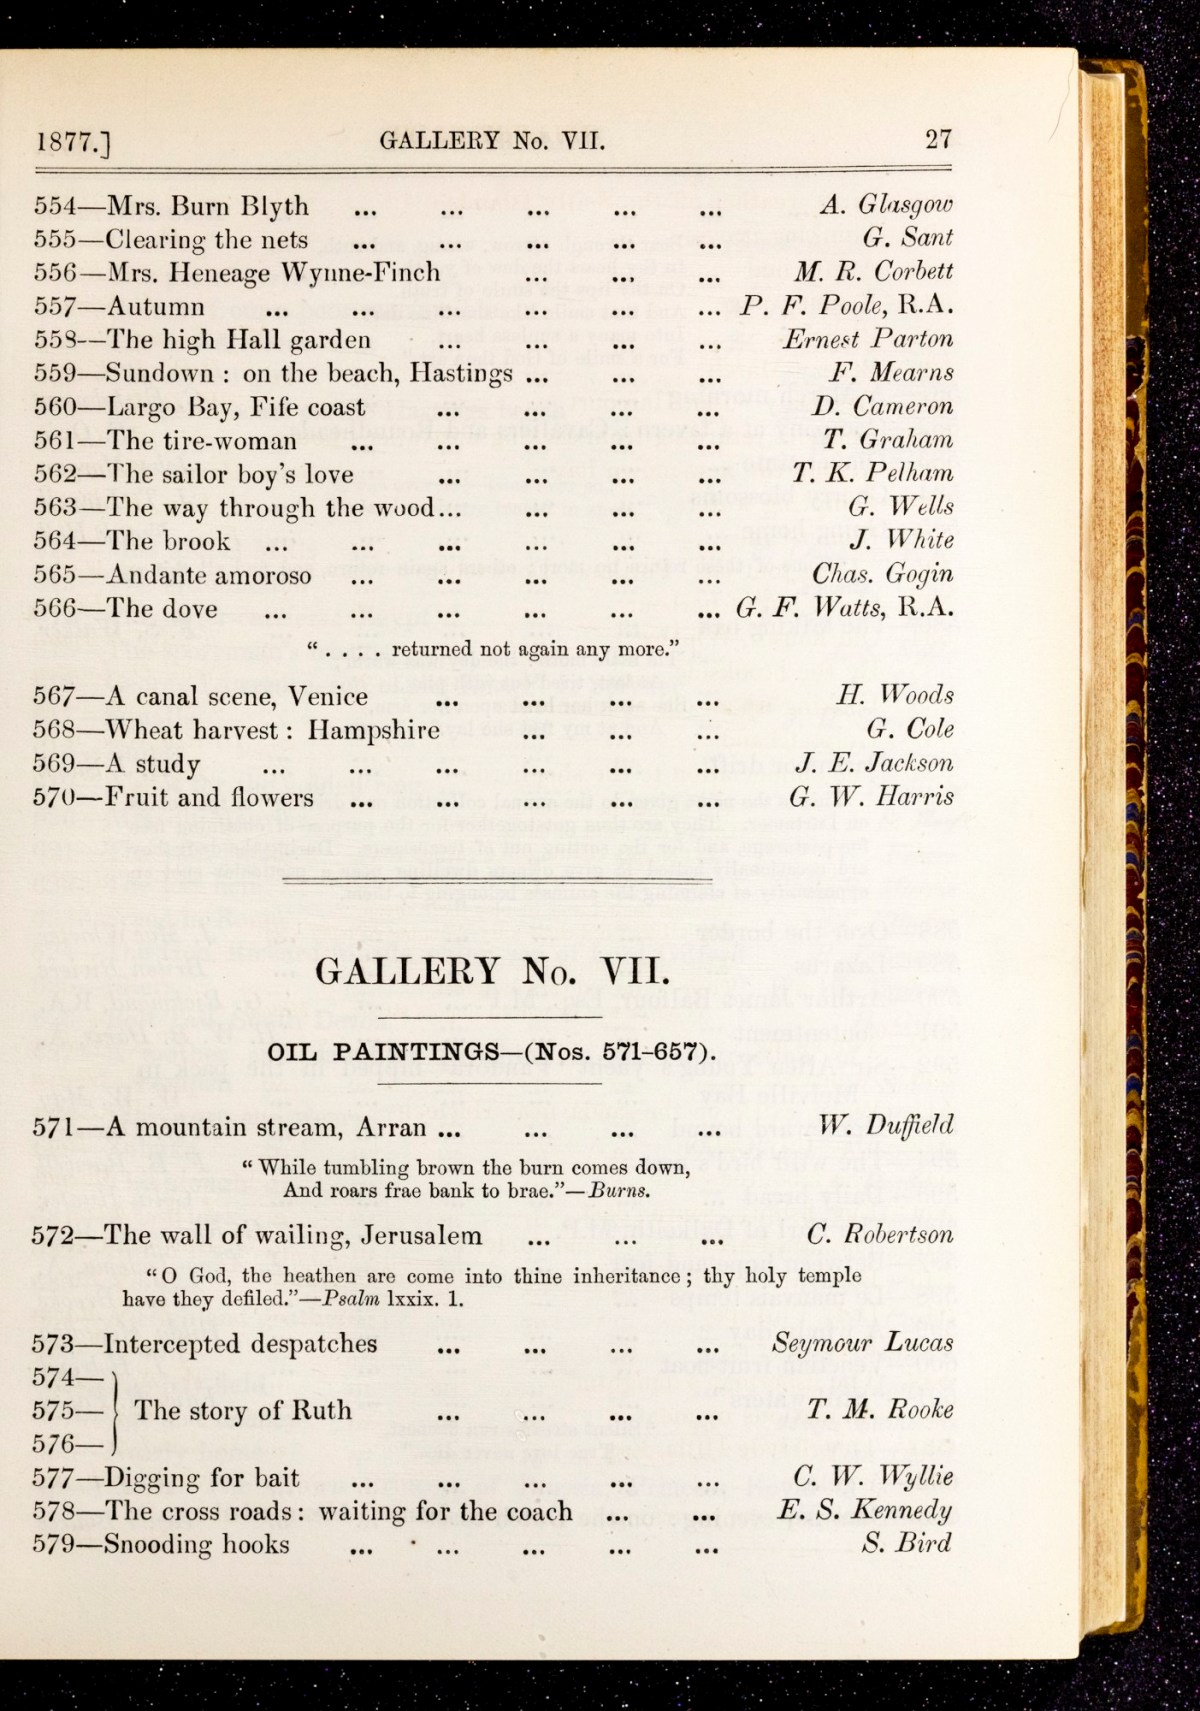 1877.] GALLERY No. VII. 27
554—Mrs. Burn Blyth ... ... ... ... ... A. Glasgow
555—Clearing the nets ... ... ... ... ... G. Sant
556—Mrs. Heneage Wynne-Finch ... ... ... M. R. Corbett
557—Autumn ... ... ... ... ... ... P. F. Poole, R.A.
558—The high Hall garden ... ... ... ... Ernest Parton
559—Sundown : on the beach, Hastings ... ... ... F. Mearns
560—Largo Bay, Fife coast ... ... ... ... D. Cameron
561—The tire-woman ... ... ... ... ... T. Graham
562—The sailor boy's love ... ... ... ... T. K. Pelham
563—The way through the wood... ... ... ... G. Wells
564—The brook ... ... ... ... ... ... J. White
565—Andante amoroso ... ... ... ... ... Chas. Gogin
566—The dove ... ... ... ... ... ... G. F. Watts, R.A.
“ . . . . returned not again any more.”
567—A canal scene, Venice ... ... ... ... H. Woods
568—Wheat harvest : Hampshire ... ... ... G. Cole
569—A study ... ... ... ... ... ... J. E. Jackson
570—Fruit and flowers ... ... ... ... ... G. W. Harris
GALLERY No. VII.
OIL PAINTINGS—(Nos. 571–657).
571—A mountain stream, Arran ... ... ... ... W. Duffield
“ While tumbling brown the burn comes down,
And roars frae bank to brae.”—Burns.
572—The wall of wailing, Jerusalem ... ... ... C. Robertson
“ O God, the heathen are come into thine inheritance ; thy holy temple
have they defiled.”—Psalm lxxix. 1.
573—Intercepted despatches ... ... ... ... Seymour Lucas
574—
575— } The story of Ruth ... ... ... ... T. M. Rooke
576—
577—Digging for bait ... ... ... ... ... C. W. Wyllie
578—The cross roads : waiting for the coach ... ... E. S. Kennedy
579—Snooding hooks ... ... ... ... ... S. Bird